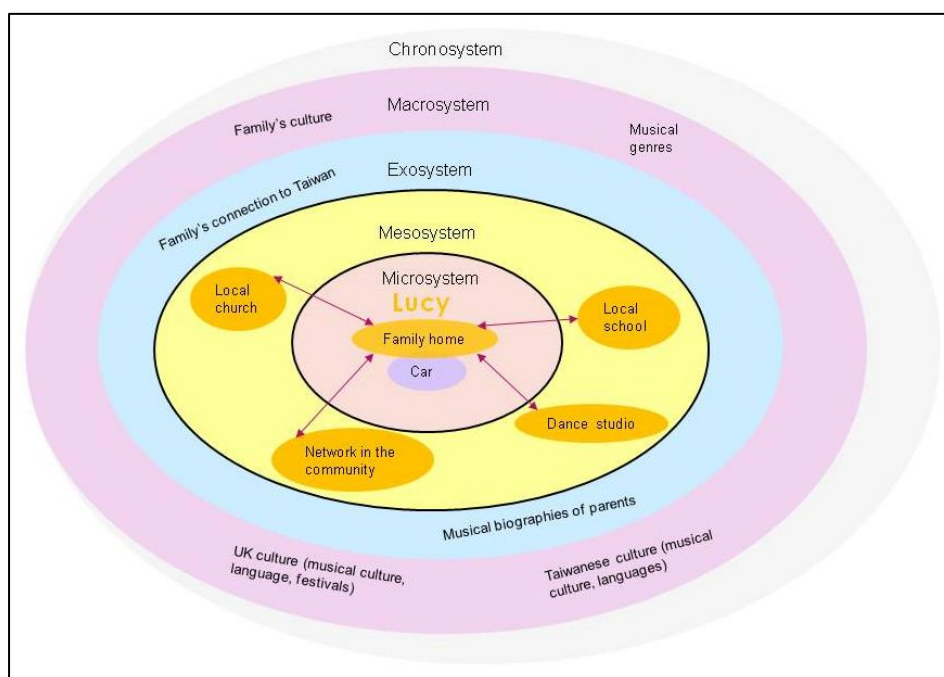 Chronosystem
Macrosystem
Family's culture
Musical
genres
Exosystem
Family's connection to Taiwan
Mesosystem
Microsystem
Lucy
Local
church
Local
school
Family home
Car
Dance studio
Network in the
community
Musical biographies of parents
UK culture (musical culture,
language, festivals)
Taiwanese culture (musical
culture, languages)